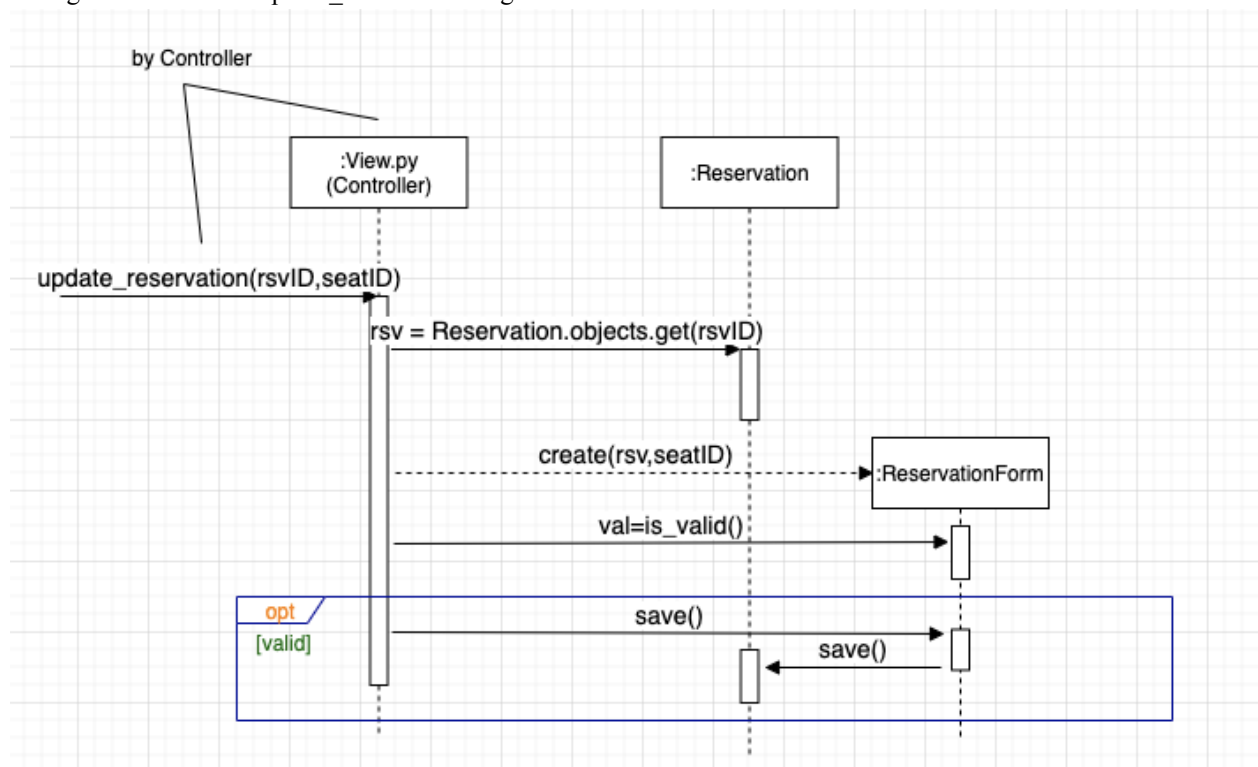 by Controller
:View.py
(Controller)
:Reservation
update_reservation(rsvID,seatID)
rsv = Reservation.objects.get(rsvID)
create(rsv,seatID)
:ReservationForm
val=is_valid()
opt
save()
[valid]
save()